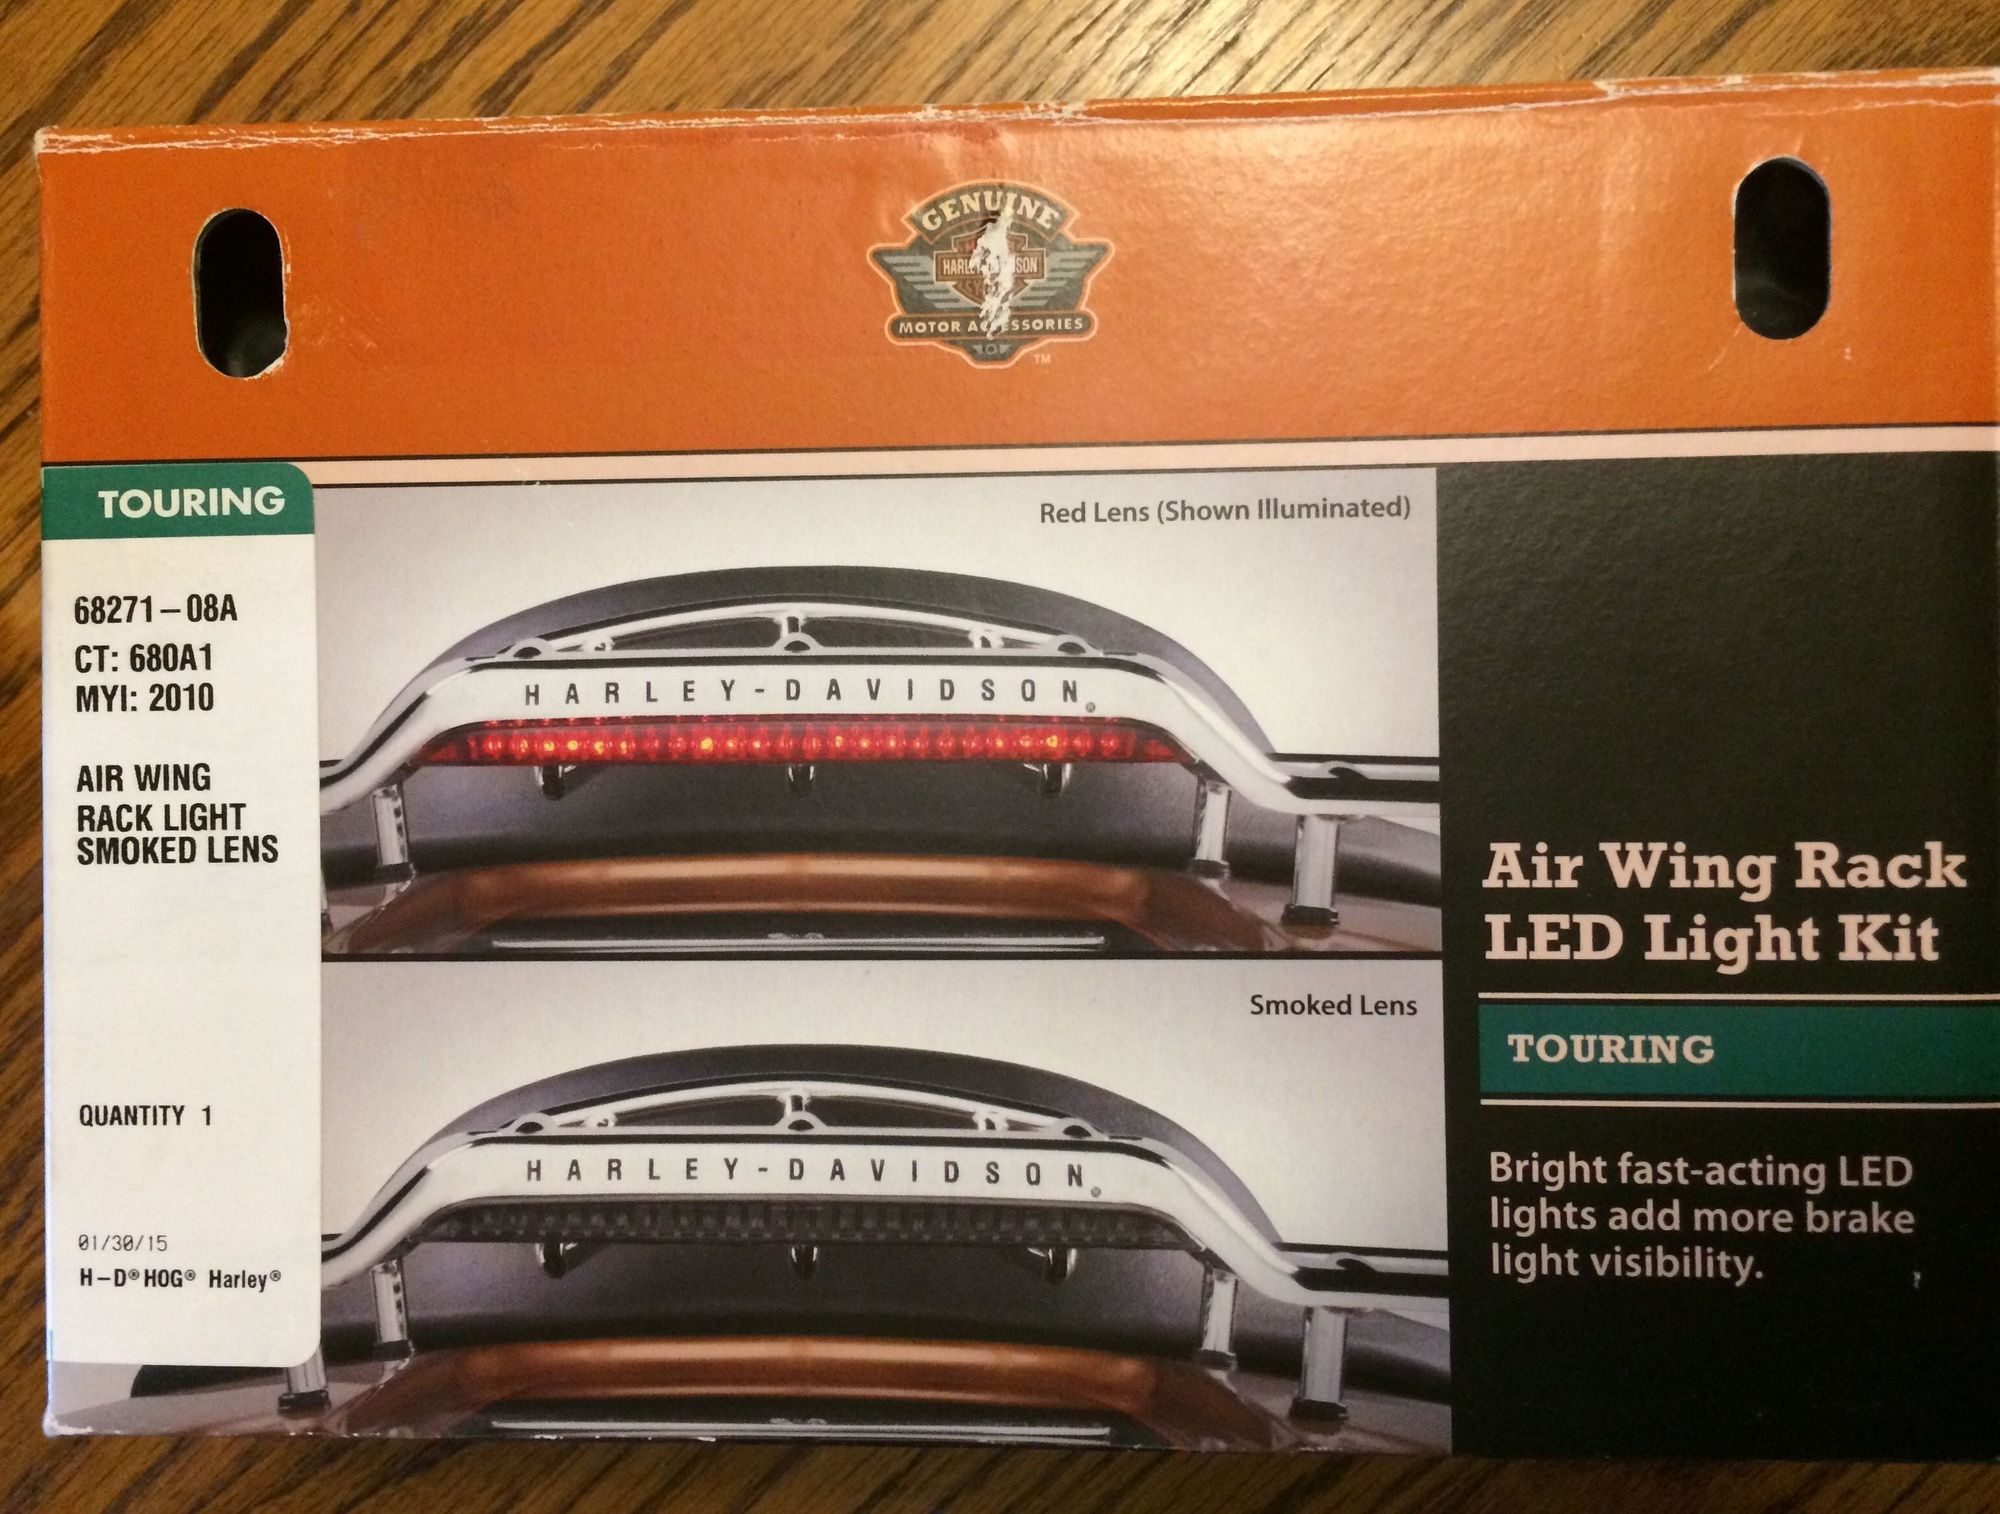 GENUINE
MOTOR ACCESSORIES
TM
TOURING
68271-08A
CT: 680A1
MYI: 2010
AIR WING
RACK LIGHT
SMOKED LENS
QUANTITY 1
01/30/15
H-D® HOG® Harley®
Red Lens (Shown Illuminated)
HARLEY-DAVIDSON®
Smoked Lens
HARLEY-DAVIDSON®
Air Wing Rack
LED Light Kit
TOURING
Bright fast-acting LED
lights add more brake
light visibility.